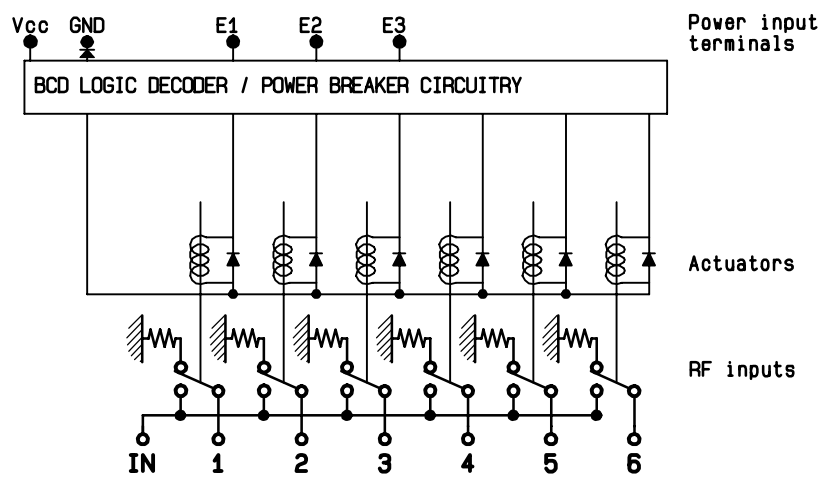 Vcc GND E1 E2 E3 Power input
terminals
BCD LOGIC DECODER / POWER BREAKER CIRCUITRY
Actuators
RF inputs
IN 1 2 3 4 5 6